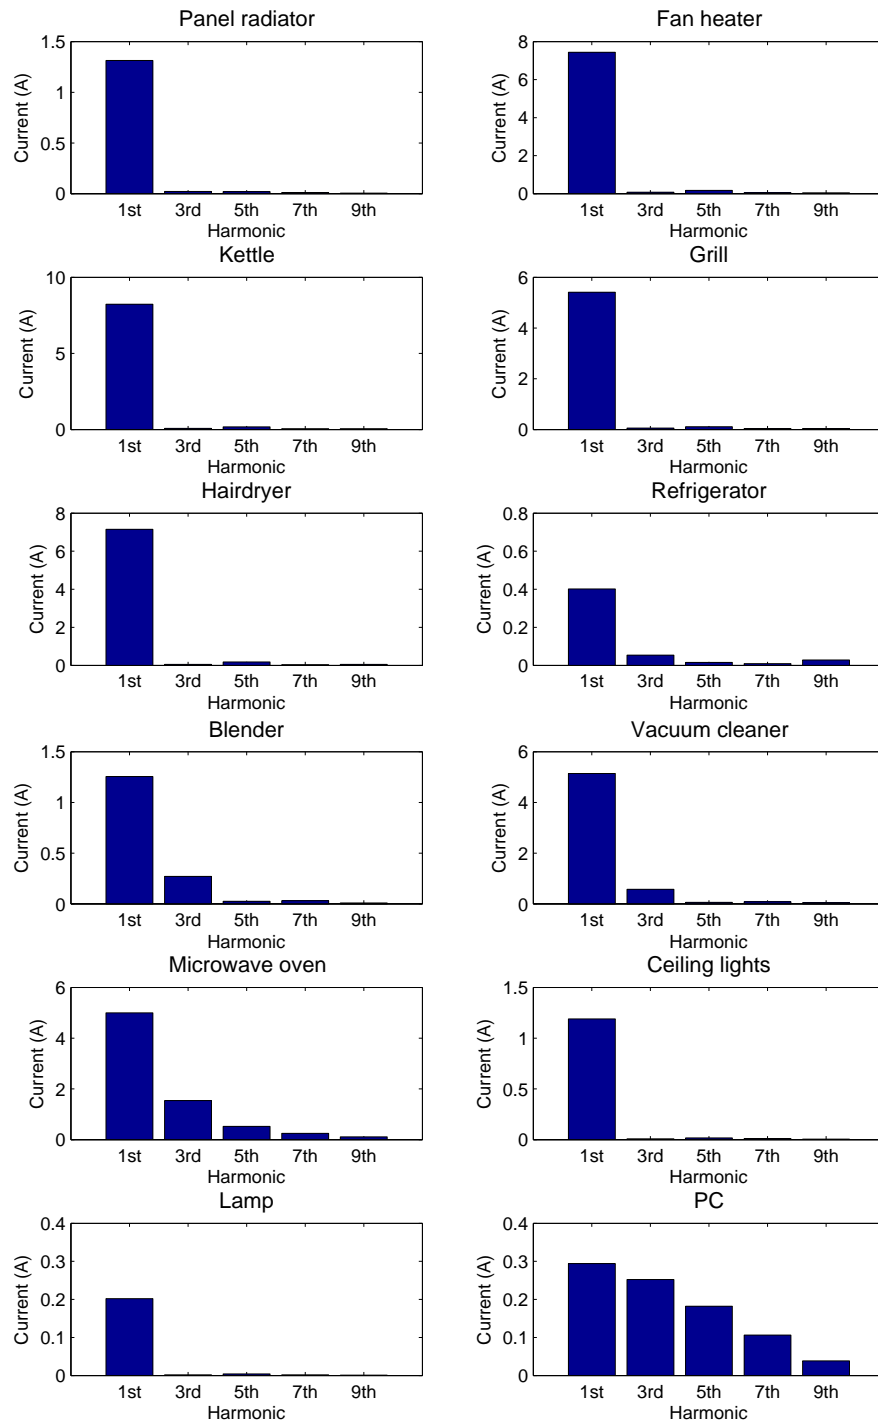 Panel radiator
Current (A)
1.5
1
0.5
0
1st 3rd 5th 7th 9th
Harmonic
Fan heater
Current (A)
8
6
4
2
0
1st 3rd 5th 7th 9th
Harmonic
Kettle
Current (A)
10
5
0
1st 3rd 5th 7th 9th
Harmonic
Grill
Current (A)
6
4
2
0
1st 3rd 5th 7th 9th
Harmonic
Hairdryer
Current (A)
8
6
4
2
0
1st 3rd 5th 7th 9th
Harmonic
Refrigerator
Current (A)
0.8
0.6
0.4
0.2
0
1st 3rd 5th 7th 9th
Harmonic
Blender
Current (A)
1.5
1
0.5
0
1st 3rd 5th 7th 9th
Harmonic
Vacuum cleaner
Current (A)
6
4
2
0
1st 3rd 5th 7th 9th
Harmonic
Microwave oven
Current (A)
6
4
2
0
1st 3rd 5th 7th 9th
Harmonic
Ceiling lights
Current (A)
1.5
1
0.5
0
1st 3rd 5th 7th 9th
Harmonic
Lamp
Current (A)
0.4
0.3
0.2
0.1
0
1st 3rd 5th 7th 9th
Harmonic
PC
Current (A)
0.4
0.3
0.2
0.1
0
1st 3rd 5th 7th 9th
Harmonic